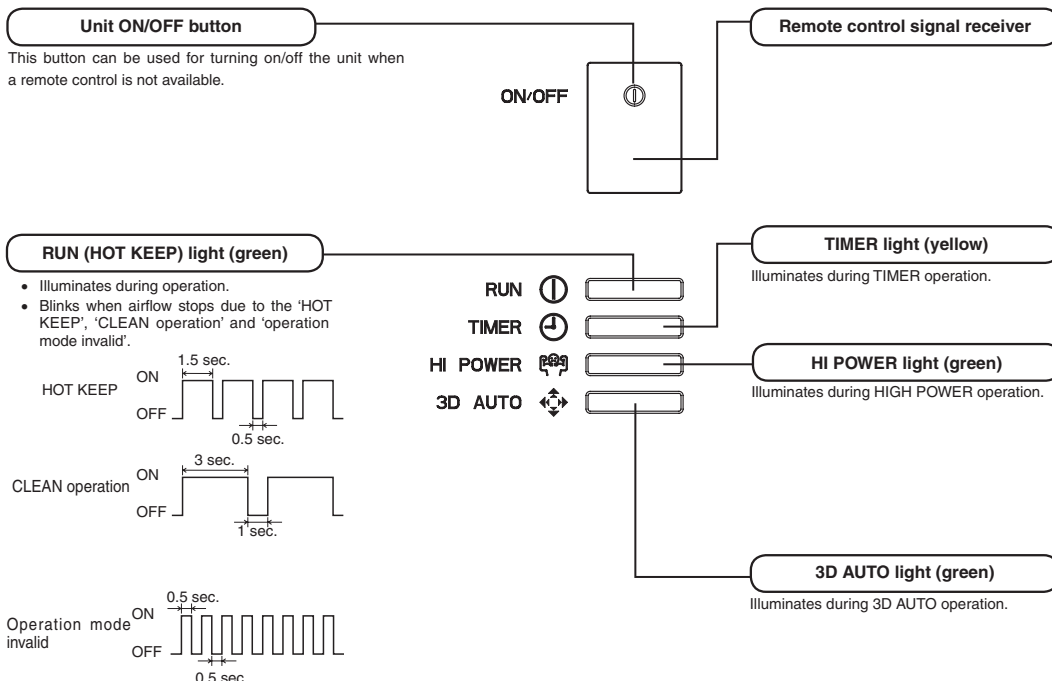 Unit ON/OFF button
This button can be used for turning on/off the unit when
a remote control is not available.
Remote control signal receiver
ON/OFF
RUN (HOT KEEP) light (green)
• Illuminates during operation.
• Blinks when airflow stops due to the ‘HOT
KEEP’, ‘CLEAN operation’ and ‘operation
mode invalid’.
HOT KEEP
ON
OFF
1.5 sec.
0.5 sec.
CLEAN operation
ON
OFF
3 sec.
1 sec.
Operation mode
invalid
ON
OFF
0.5 sec.
0.5 sec.
RUN
TIMER
HI POWER
3D AUTO
TIMER light (yellow)
Illuminates during TIMER operation.
HI POWER light (green)
Illuminates during HIGH POWER operation.
3D AUTO light (green)
Illuminates during 3D AUTO operation.